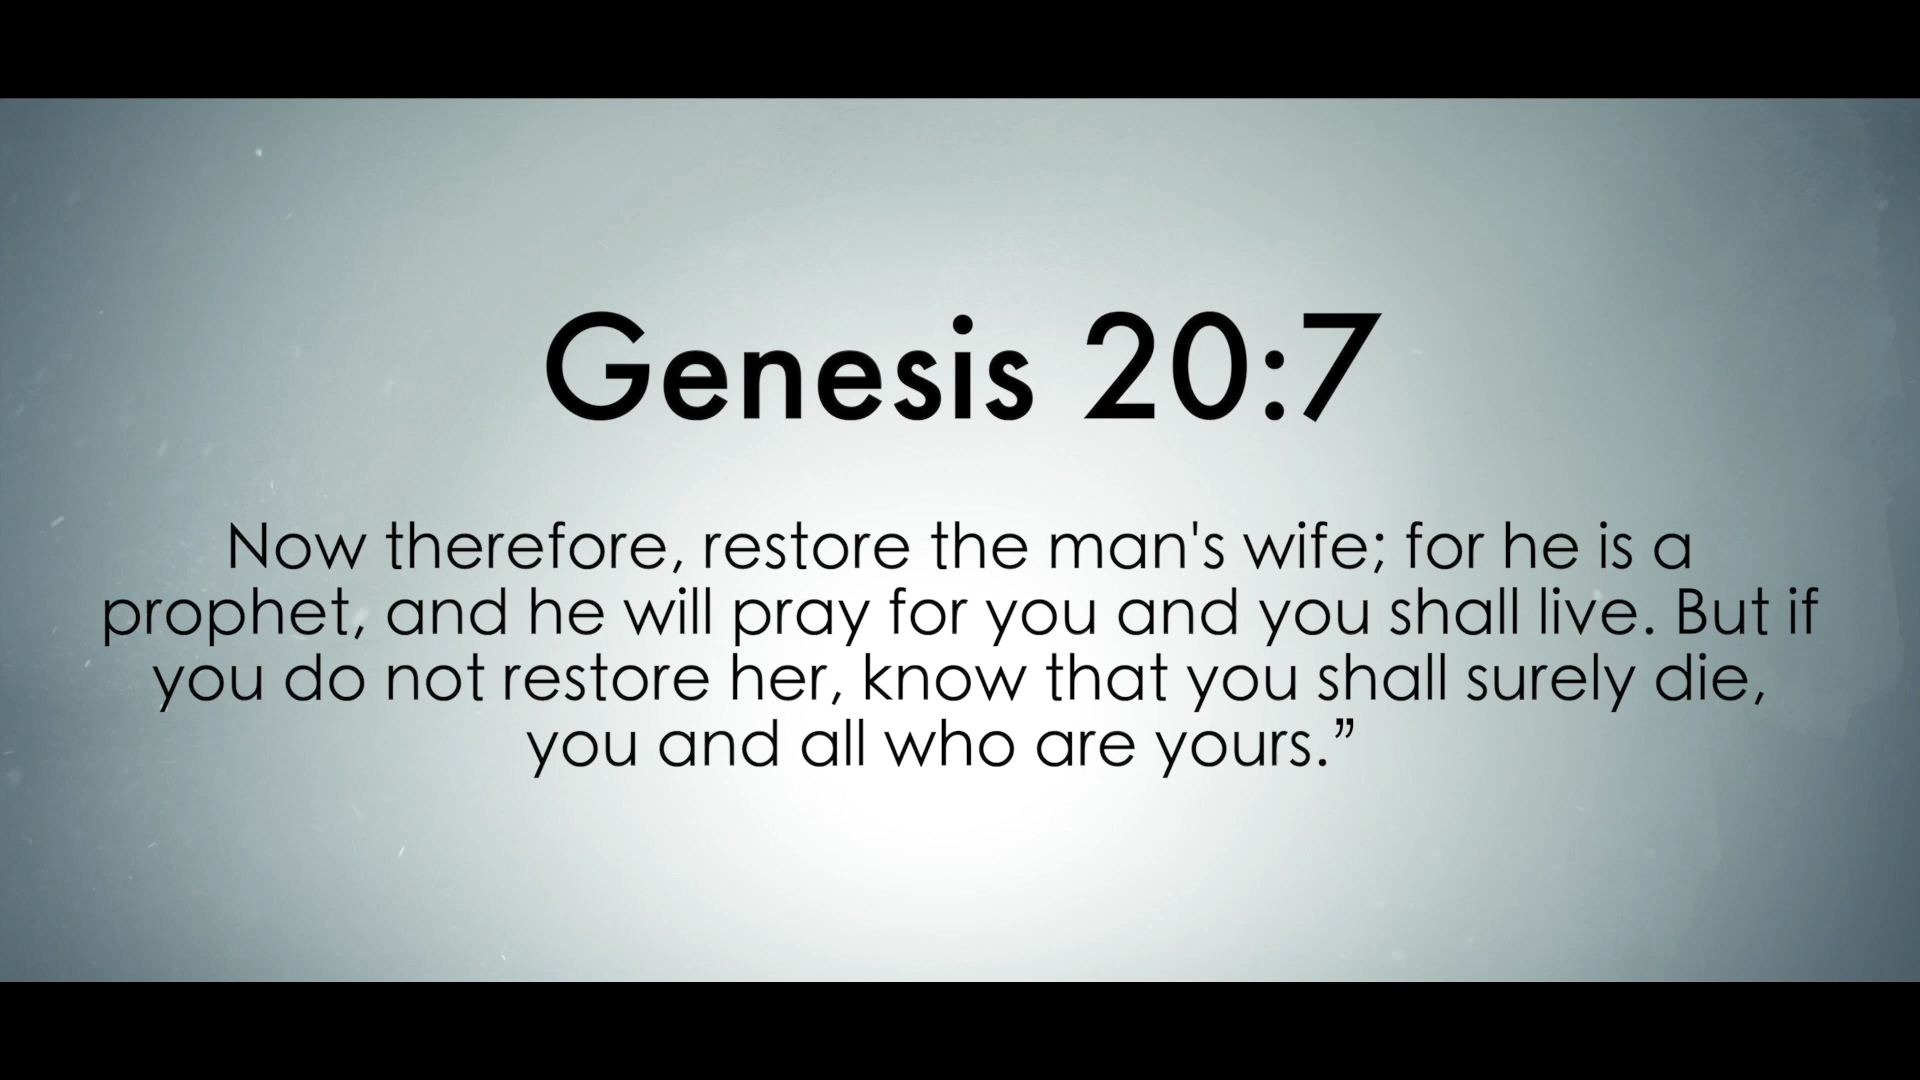 Genesis 20:7
Now therefore, restore the man's wife; for he is a
prophet, and he will pray for you and you shall live. But if
you do not restore her, know that you shall surely die,
you and all who are yours.”